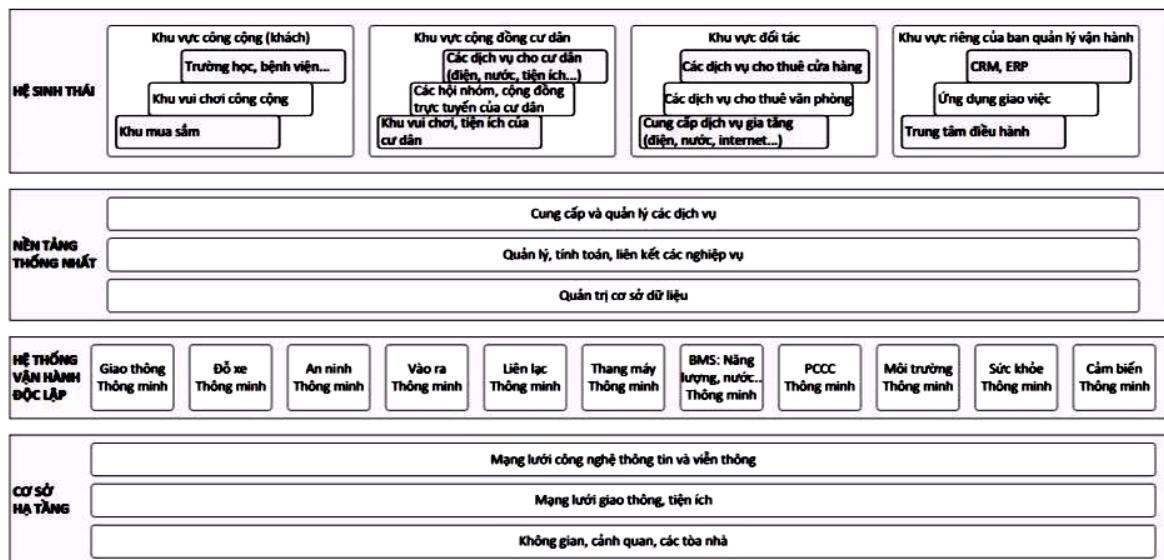 HỆ SINH THÁI
Khu vực công cộng (khách)
Trường học, bệnh viện...
Khu vui chơi công cộng
Khu mua sắm
Khu vực cộng đồng cư dân
Các dịch vụ cho cư dân
(điện, nước, tiện ích...)
Các hội nhóm, cộng đồng
trực tuyến của cư dân
Khu vui chơi, tiện ích của
cư dân
Khu vực đối tác
Các dịch vụ cho thuê cửa hàng
Các dịch vụ cho thuê văn phòng
Cung cấp dịch vụ gia tăng
(điện, nước, internet...)
Khu vực riêng của ban quản lý vận hành
CRM, ERP
Ứng dụng giao việc
Trung tâm điều hành
NỀN TẢNG
THỐNG NHẤT
Cung cấp và quản lý các dịch vụ
Quản lý, tính toán, liên kết các nghiệp vụ
Quản trị cơ sở dữ liệu
HỆ THỐNG
VẬN HÀNH
ĐỘC LẬP
Giao thông
Thông minh
Đỗ xe
Thông minh
An ninh
Thông minh
Vào ra
Thông minh
Liên lạc
Thông minh
Thang máy
Thông minh
BMS: Năng
lượng, nước..
Thông minh
PCCC
Thông minh
Môi trường
Thông minh
Sức khỏe
Thông minh
Cảm biến
Thông minh
CƠ SỞ
HẠ TẦNG
Mạng lưới công nghệ thông tin và viễn thông
Mạng lưới giao thông, tiện ích
Không gian, cảnh quan, các tòa nhà